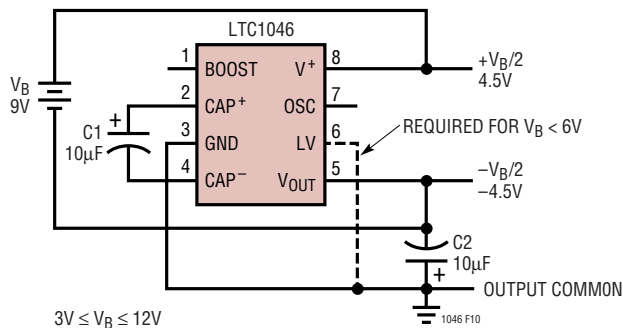 LTC1046
1 BOOST V+ 8
2 CAP+ OSC 7
3 GND LV 6
4 CAP− VOUT 5
VB
9V
+
C1
10µF
+VB/2
4.5V
REQUIRED FOR VB < 6V
−VB/2
−4.5V
C2
10µF
+
OUTPUT COMMON
3V ≤ VB ≤ 12V
1046 F10